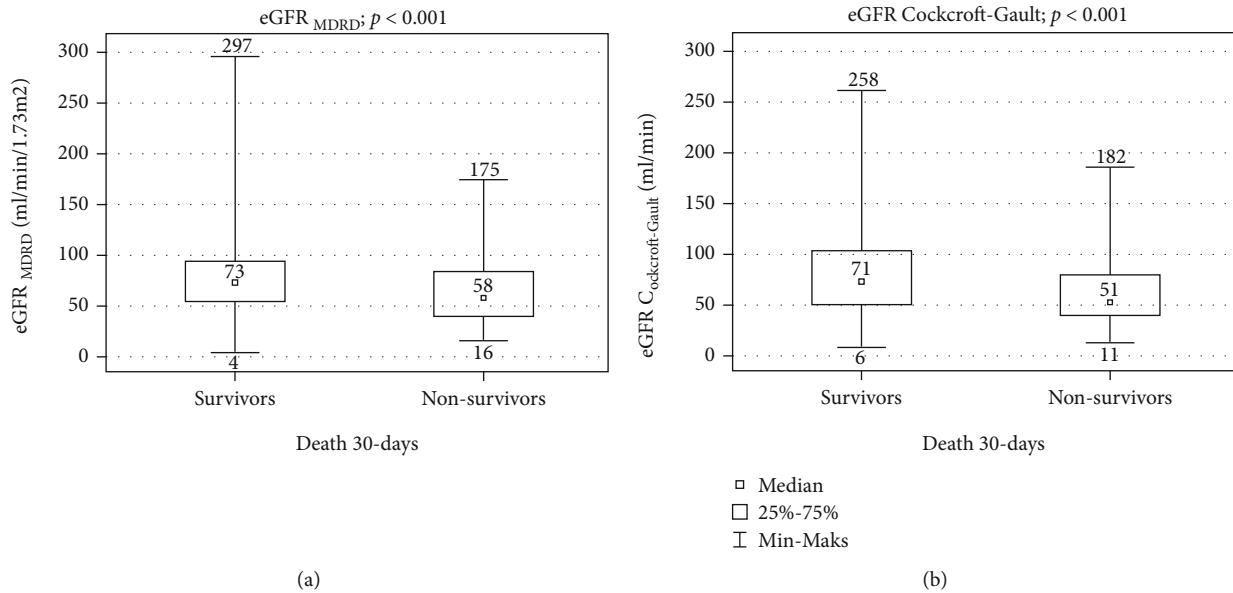 eGFR MDRD; p < 0.001
eGFR MDRD (ml/min/1.73m2)
300
250
200
150
100
50
0
297
73
4
175
58
16
Survivors
Non-survivors
Death 30-days
(a)
eGFR Cockcroft-Gault; p < 0.001
eGFR Cockcroft-Gault (ml/min)
300
250
200
150
100
50
0
258
71
6
182
51
11
Survivors
Non-survivors
Death 30-days
Median
25%-75%
Min-Maks
(b)